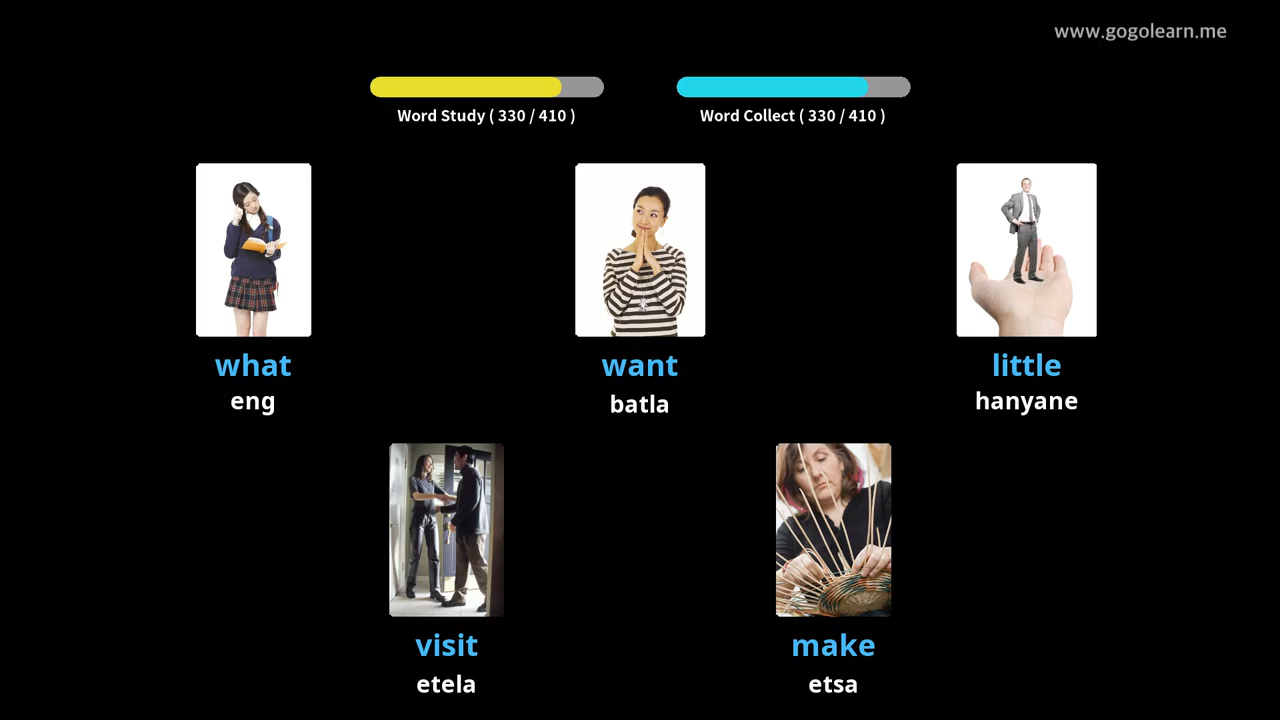 www.gogolearn.me
Word Study ( 330 / 410 )
Word Collect ( 330 / 410 )
what
eng
want
batla
little
hanyane
visit
etela
make
etsa